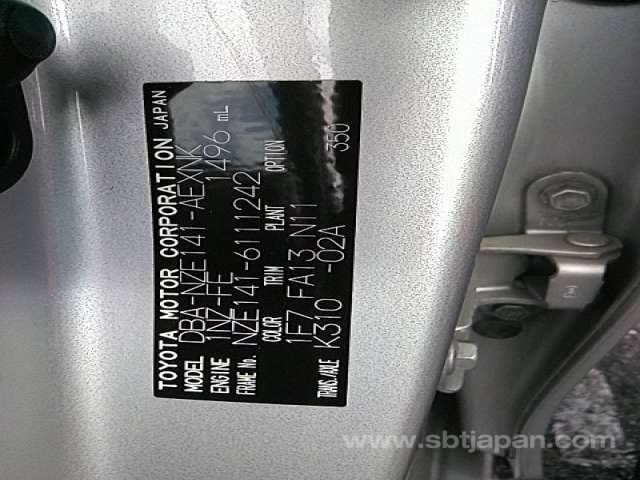 TOYOTA MOTOR CORPORATION JAPAN
MODEL DBA-NZE141-AEXNK
ENGINE 1NZ-FE 1496 mL
FRAME No. NZE141-6111242
COLOR TRIM PLANT OPTION
1E7 FA13 N11 350
TRANS./AXLE K310 -02A
www.sbtjapan.com